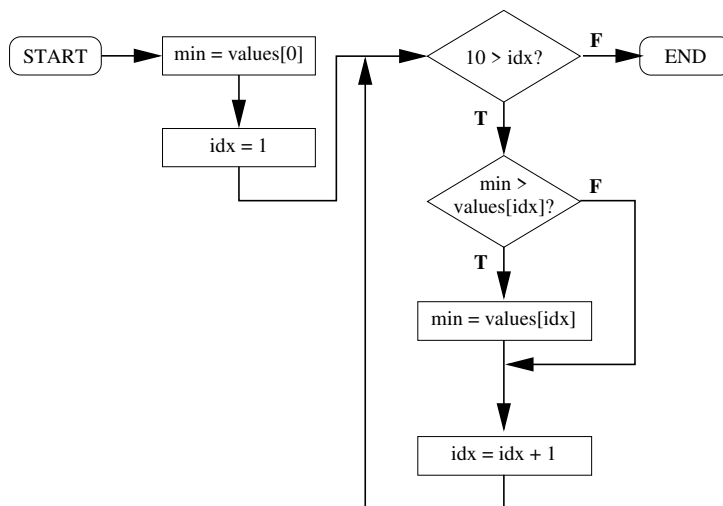 START
min = values[0]
idx = 1
10 > idx?
F
END
T
min >
values[idx]?
F
T
min = values[idx]
idx = idx + 1